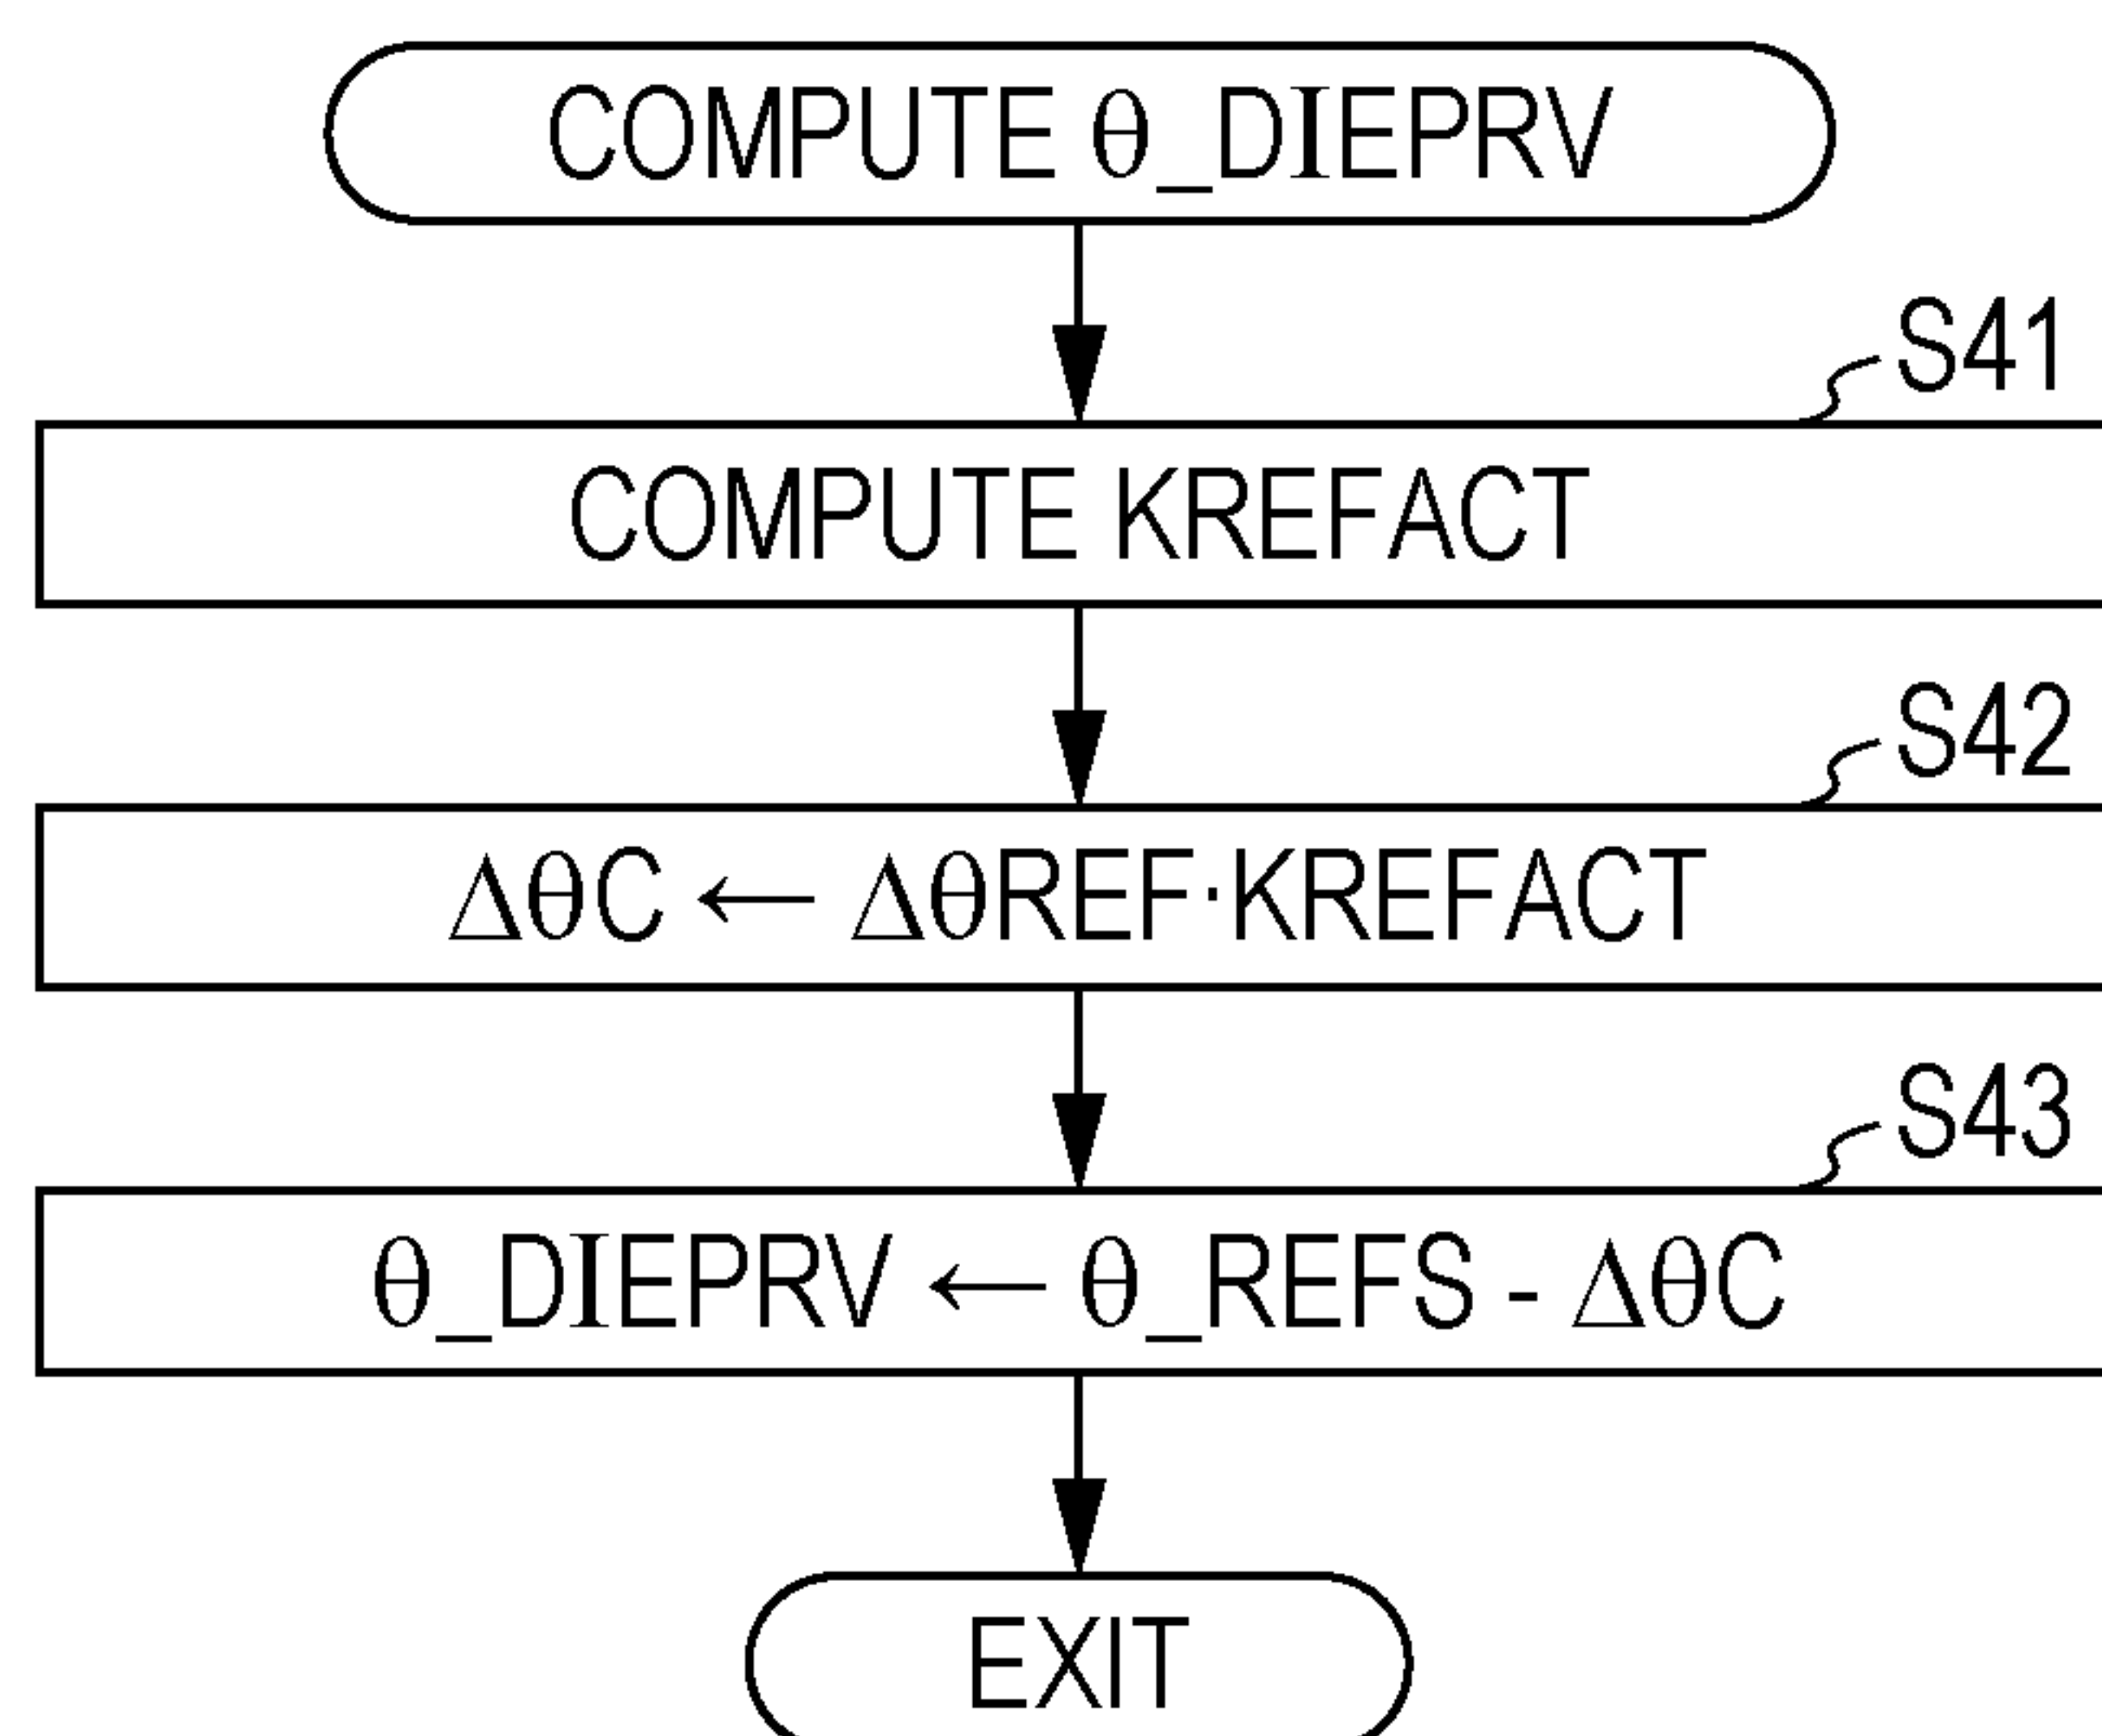 COMPUTE θ_DIEPRV
S41
COMPUTE KREFACT
S42
ΔθC ← ΔθREF·KREFACT
S43
θ_DIEPRV ← θ_REFS - ΔθC
EXIT